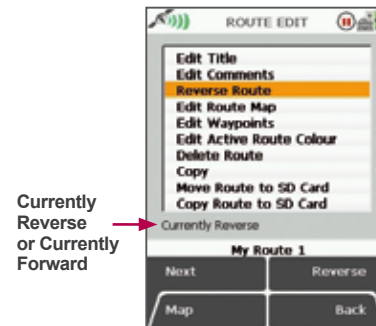 ROUTE EDIT
Edit Title
Edit Comments
Reverse Route
Edit Route Map
Edit Waypoints
Edit Active Route Colour
Delete Route
Copy
Move Route to SD Card
Copy Route to SD Card
Currently
Reverse
or Currently
Forward
Currently Reverse
My Route 1
Next Reverse
Map Back